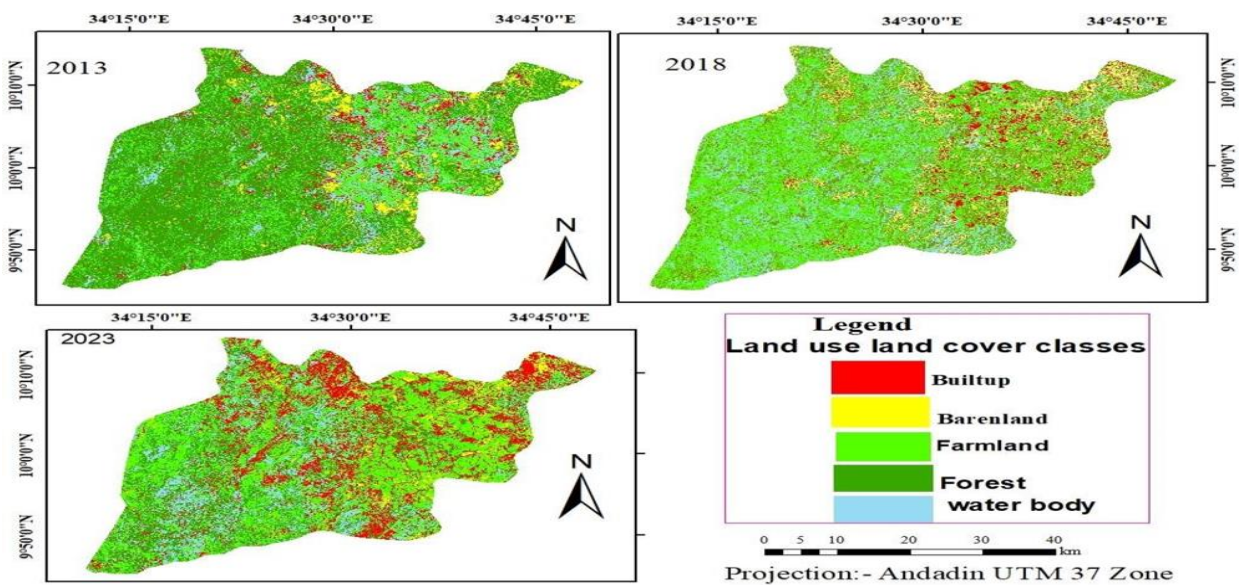 34°15'0"E 34°30'0"E 34°45'0"E
2013
10°10'0"N
10°0'0"N
9°50'0"N
N
34°15'0"E 34°30'0"E 34°45'0"E
2018
10°10'0"N
10°0'0"N
9°50'0"N
N
34°15'0"E 34°30'0"E 34°45'0"E
2023
10°10'0"N
10°0'0"N
9°50'0"N
N
Legend
Land use land cover classes
Builtup
Barenland
Farmland
Forest
water body
0 5 10 20 30 40
km
Projection:- Andadin UTM 37 Zone